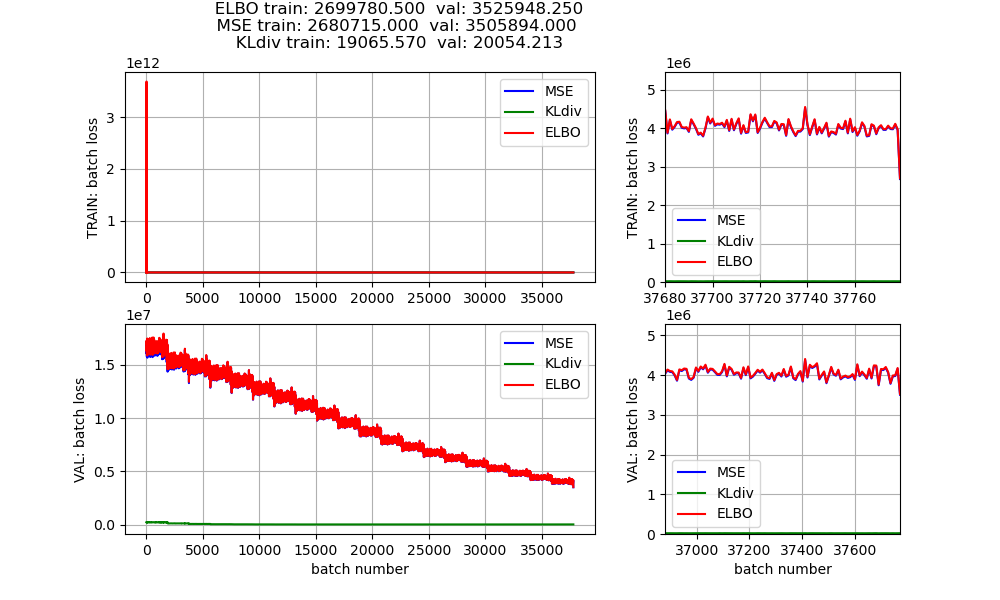 ELBO train: 2699780.500  val: 3525948.250
MSE train: 2680715.000  val: 3505894.000
KLdiv train: 19065.570  val: 20054.213
1e12
TRAIN: batch loss
3
2
1
0
0 5000 10000 15000 20000 25000 30000 35000
MSE
KLdiv
ELBO
1e6
TRAIN: batch loss
5
4
3
2
1
0
37680 37700 37720 37740 37760
MSE
KLdiv
ELBO
1e7
VAL: batch loss
1.5
1.0
0.5
0.0
0 5000 10000 15000 20000 25000 30000 35000
batch number
MSE
KLdiv
ELBO
1e6
VAL: batch loss
5
4
3
2
1
0
37000 37200 37400 37600
batch number
MSE
KLdiv
ELBO